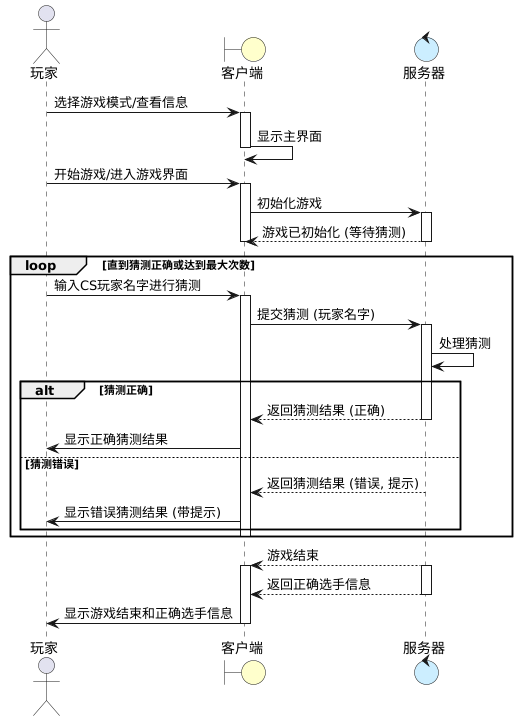 玩家
客户端
服务器
选择游戏模式/查看信息
显示主界面
开始游戏/进入游戏界面
初始化游戏
游戏已初始化 (等待猜测)
loop
[直到猜测正确或达到最大次数]
输入CS玩家名字进行猜测
提交猜测 (玩家名字)
处理猜测
alt
[猜测正确]
返回猜测结果 (正确)
显示正确猜测结果
[猜测错误]
返回猜测结果 (错误, 提示)
显示错误猜测结果 (带提示)
游戏结束
返回正确选手信息
显示游戏结束和正确选手信息
玩家
客户端
服务器